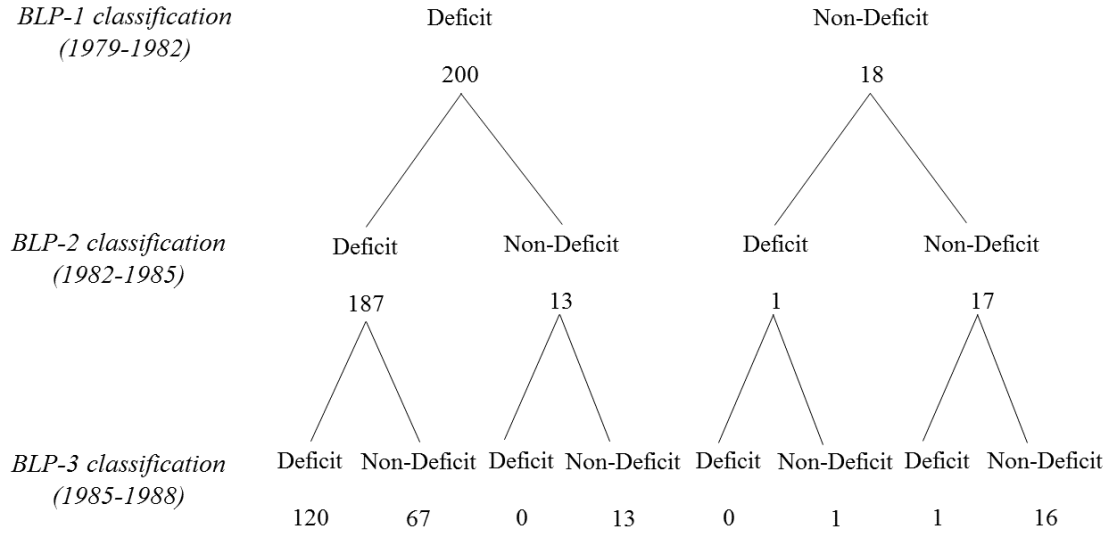 BLP-1 classification
(1979-1982)
Deficit
Non-Deficit
200
18
BLP-2 classification
(1982-1985)
Deficit
Non-Deficit
Deficit
Non-Deficit
187
13
1
17
BLP-3 classification
(1985-1988)
Deficit
Non-Deficit
Deficit
Non-Deficit
Deficit
Non-Deficit
Deficit
Non-Deficit
120
67
0
13
0
1
1
16